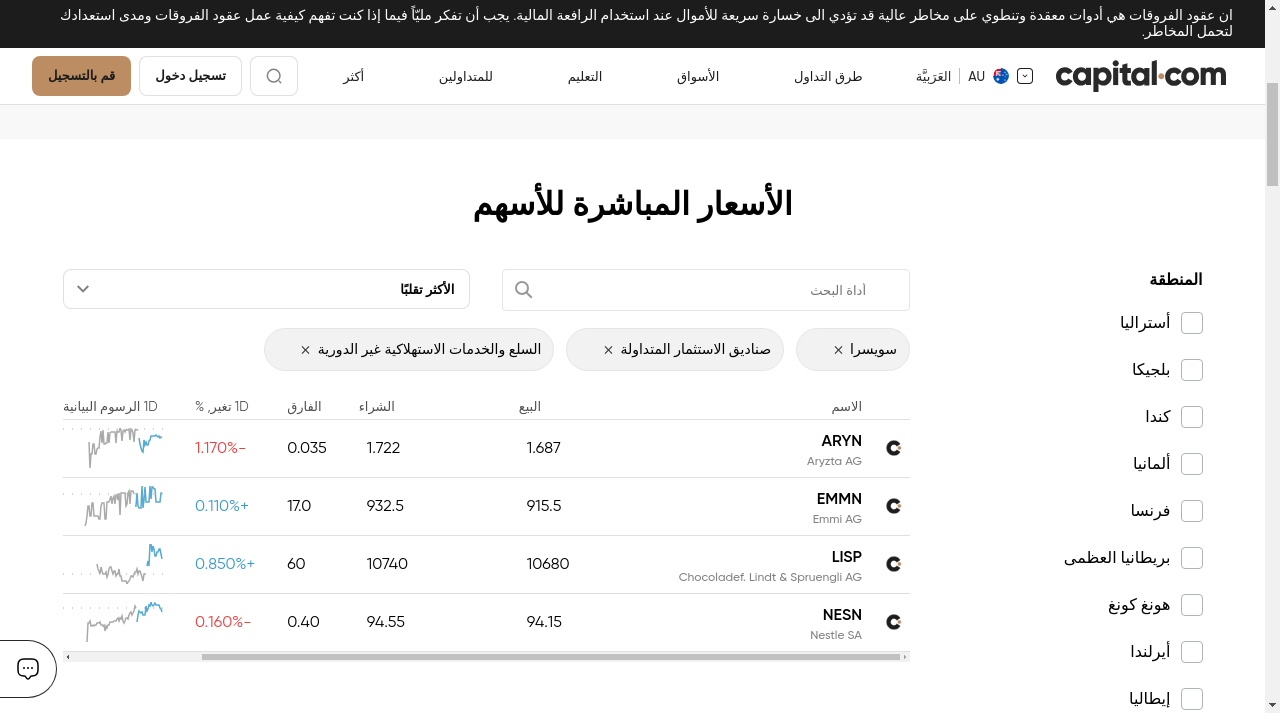 ان عقود الفروقات هي أدوات معقدة وتنطوي على مخاطر عالية قد تؤدي الى خسارة سريعة للأموال عند استخدام الرافعة المالية. يجب أن تفكر مليّاً فيما إذا كنت تفهم كيفية عمل عقود الفروقات ومدى استعدادك
لتحمل المخاطر.
capital.com
AU العَرَبيَّة
طرق التداول
الأسواق
التعليم
للمتداولين
أكثر
تسجيل دخول
قم بالتسجيل
الأسعار المباشرة للأسهم
المنطقة
أستراليا
بلجيكا
كندا
ألمانيا
فرنسا
بريطانيا العظمى
هونغ كونغ
أيرلندا
إيطاليا
أداة البحث
الأكثر تقلبًا
سويسرا ×
صناديق الاستثمار المتداولة ×
السلع والخدمات الاستهلاكية غير الدورية ×
الاسم البيع الشراء الفارق 1D تغير, % 1D الرسوم البيانية
ARYN 1.687 1.722 0.035 -1.170%
Aryzta AG
EMMN 915.5 932.5 17.0 +0.110%
Emmi AG
LISP 10680 10740 60 +0.850%
Chocoladef. Lindt & Spruengli AG
NESN 94.15 94.55 0.40 -0.160%
Nestle SA